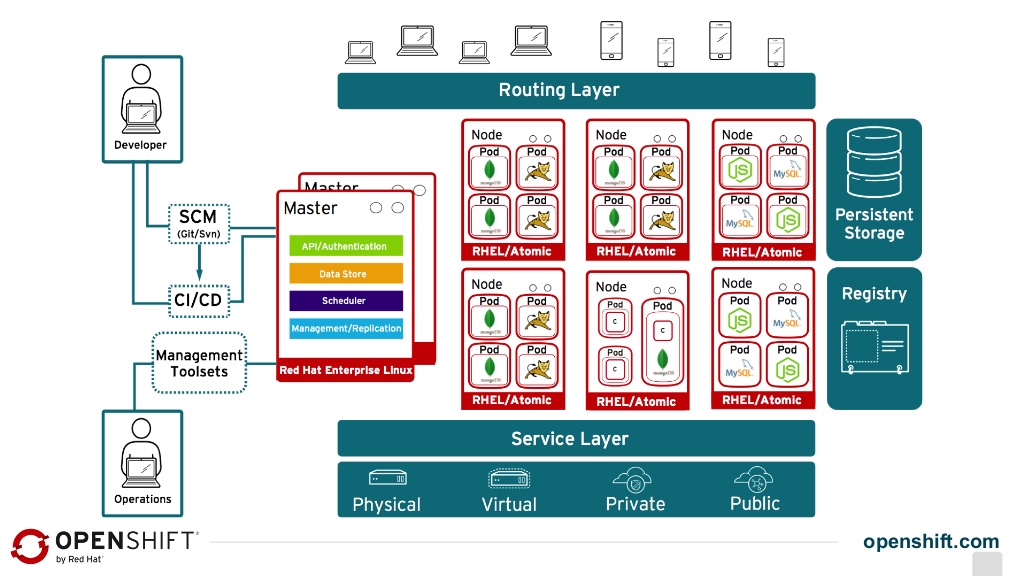 Routing Layer
Developer
SCM
(Git/Svn)
CI/CD
Management
Toolsets
Operations
Master
Master
API/Authentication
Data Store
Scheduler
Management/Replication
Red Hat Enterprise Linux
Node
Pod
Pod
mongoDB
Pod
Pod
mongoDB
RHEL/Atomic
Node
Pod
Pod
mongoDB
Pod
Pod
mongoDB
RHEL/Atomic
Node
Pod
Pod
JS
MySQL
Pod
Pod
MySQL
JS
RHEL/Atomic
Node
Pod
Pod
mongoDB
Pod
Pod
mongoDB
RHEL/Atomic
Node
Pod
Pod
C
C
Pod
C
mongoDB
RHEL/Atomic
Node
Pod
Pod
JS
MySQL
Pod
Pod
MySQL
JS
RHEL/Atomic
Persistent
Storage
Registry
Service Layer
Physical
Virtual
Private
Public
OPENSHIFT
by Red Hat
openshift.com